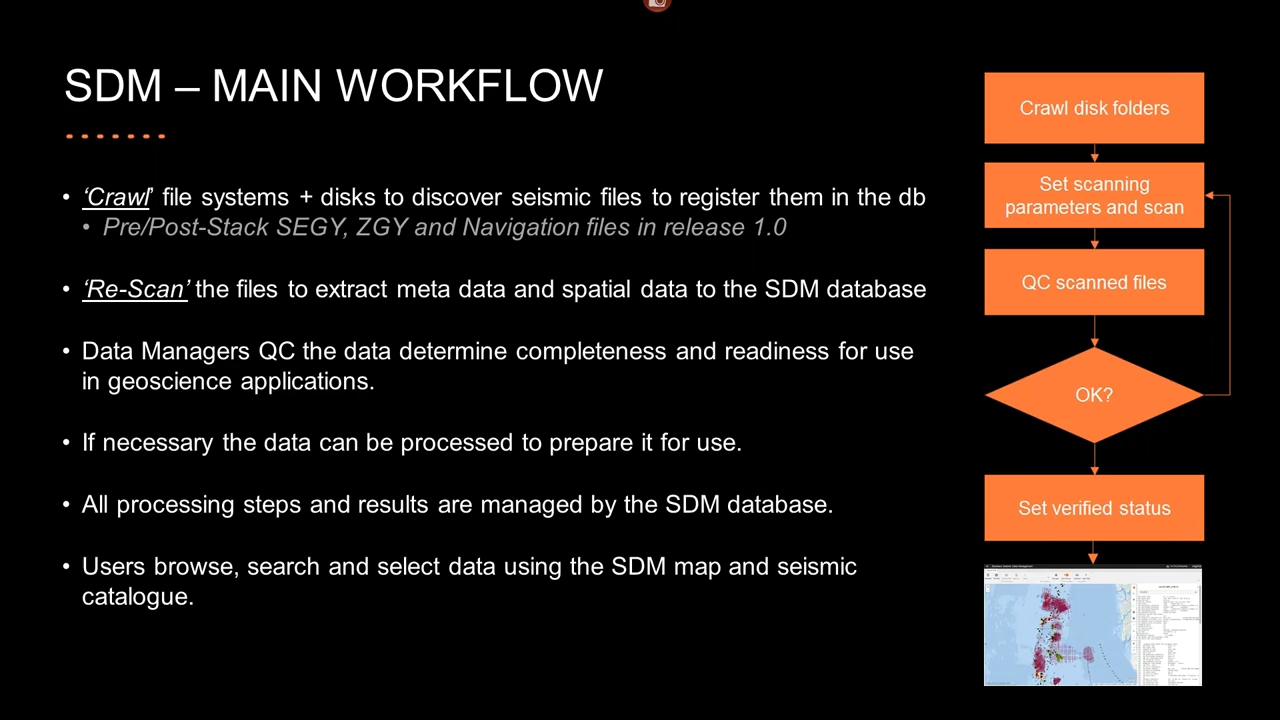 SDM – MAIN WORKFLOW
• ‘Crawl’ file systems + disks to discover seismic files to register them in the db
• Pre/Post-Stack SEGY, ZGY and Navigation files in release 1.0
• ‘Re-Scan’ the files to extract meta data and spatial data to the SDM database
• Data Managers QC the data determine completeness and readiness for use
in geoscience applications.
• If necessary the data can be processed to prepare it for use.
• All processing steps and results are managed by the SDM database.
• Users browse, search and select data using the SDM map and seismic
catalogue.
Crawl disk folders
Set scanning
parameters and scan
QC scanned files
OK?
Set verified status